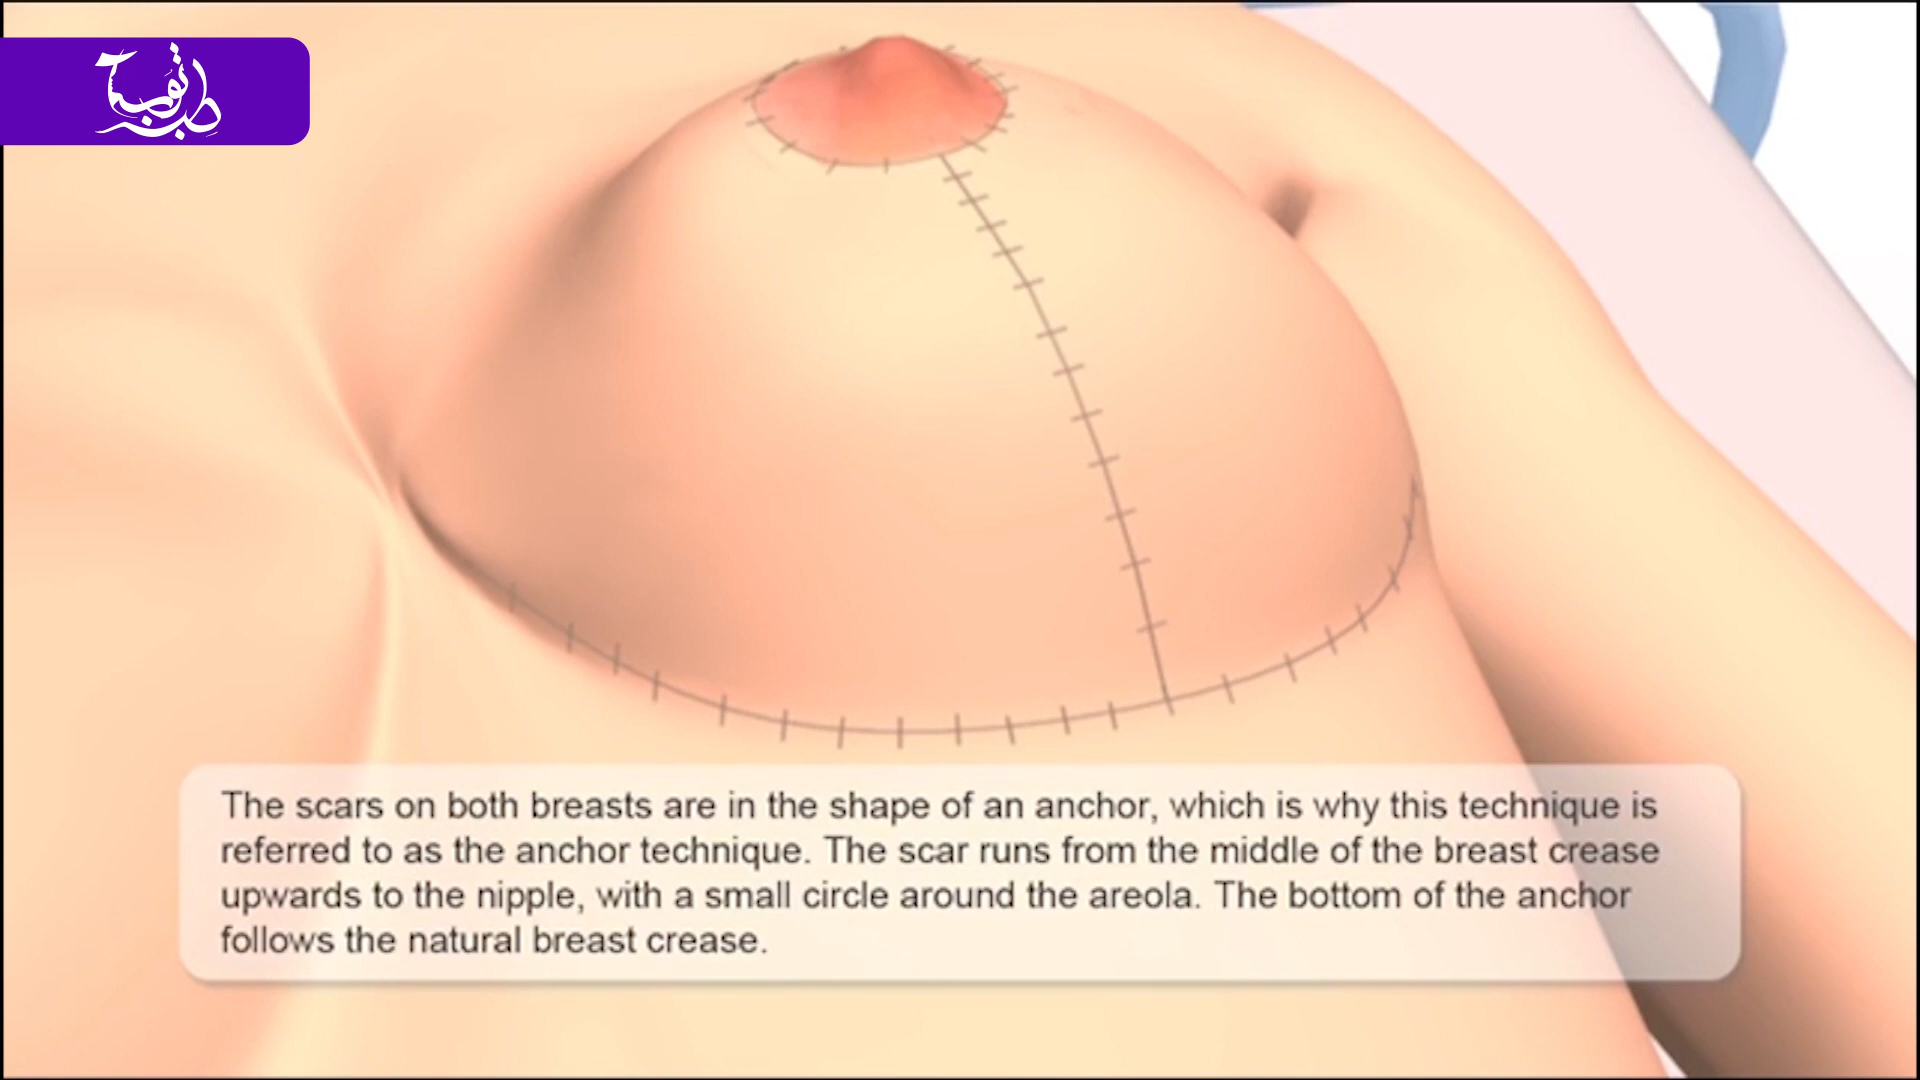 The scars on both breasts are in the shape of an anchor, which is why this technique is
referred to as the anchor technique. The scar runs from the middle of the breast crease
upwards to the nipple, with a small circle around the areola. The bottom of the anchor
follows the natural breast crease.